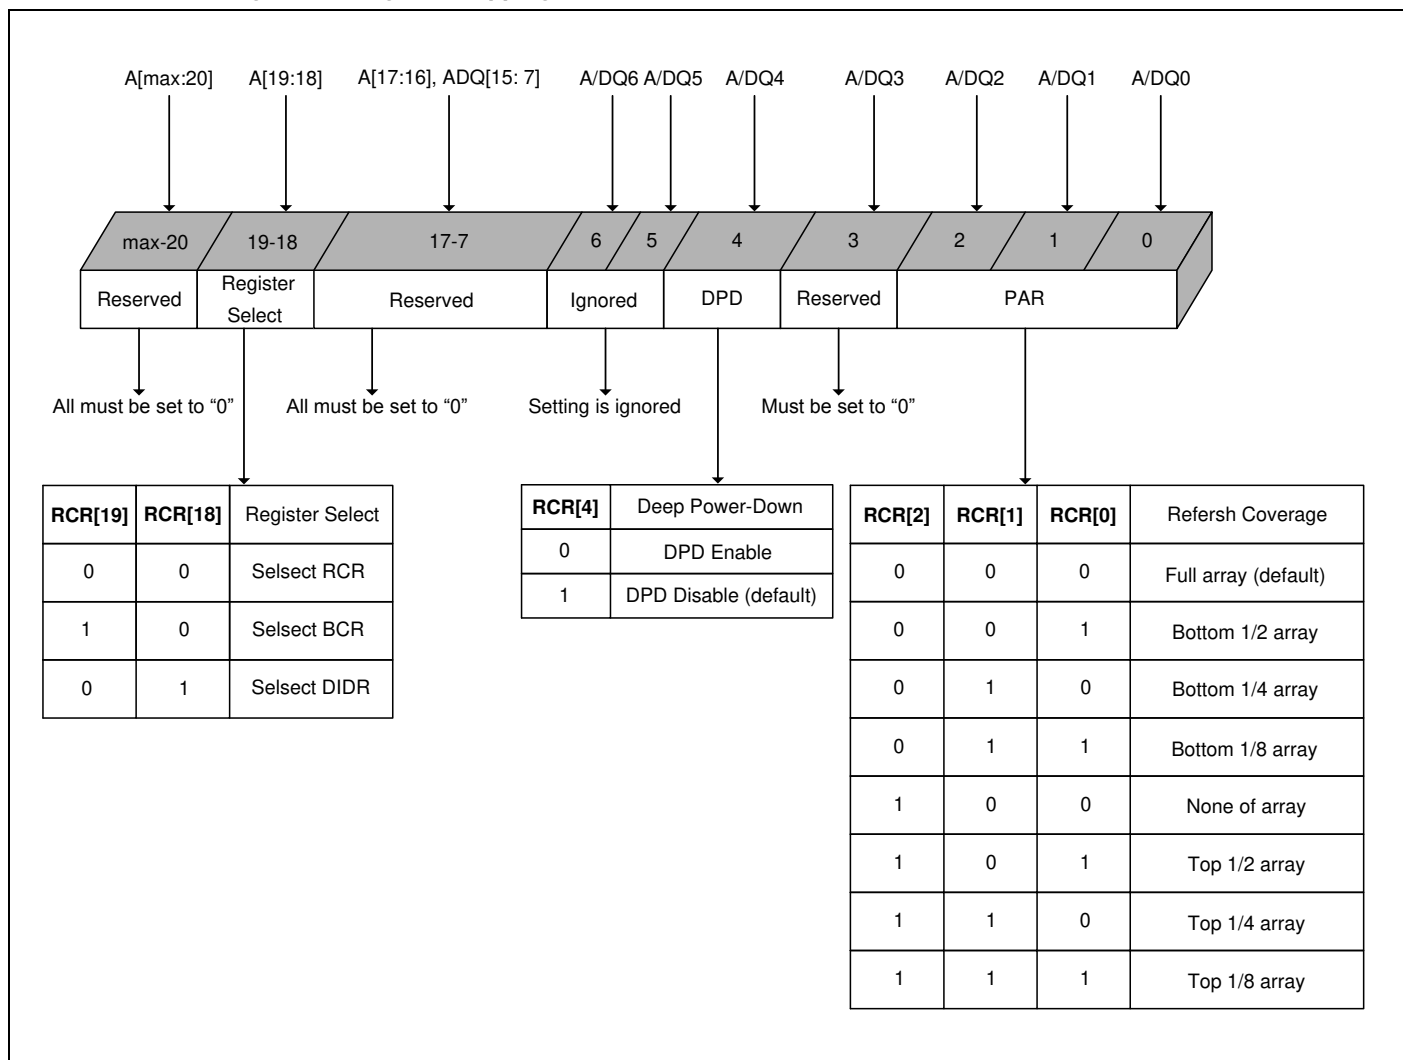 A[max:20] A[19:18] A[17:16], ADQ[15: 7] A/DQ6 A/DQ5 A/DQ4 A/DQ3 A/DQ2 A/DQ1 A/DQ0
max-20 19-18 17-7 6 5 4 3 2 1 0
Reserved Register Select Reserved Ignored DPD Reserved PAR
All must be set to “0” All must be set to “0” Setting is ignored Must be set to “0”
RCR[19] RCR[18] Register Select
0 0 Selsect RCR
1 0 Selsect BCR
0 1 Selsect DIDR
RCR[4] Deep Power-Down
0 DPD Enable
1 DPD Disable (default)
RCR[2] RCR[1] RCR[0] Refersh Coverage
0 0 0 Full array (default)
0 0 1 Bottom 1/2 array
0 1 0 Bottom 1/4 array
0 1 1 Bottom 1/8 array
1 0 0 None of array
1 0 1 Top 1/2 array
1 1 0 Top 1/4 array
1 1 1 Top 1/8 array